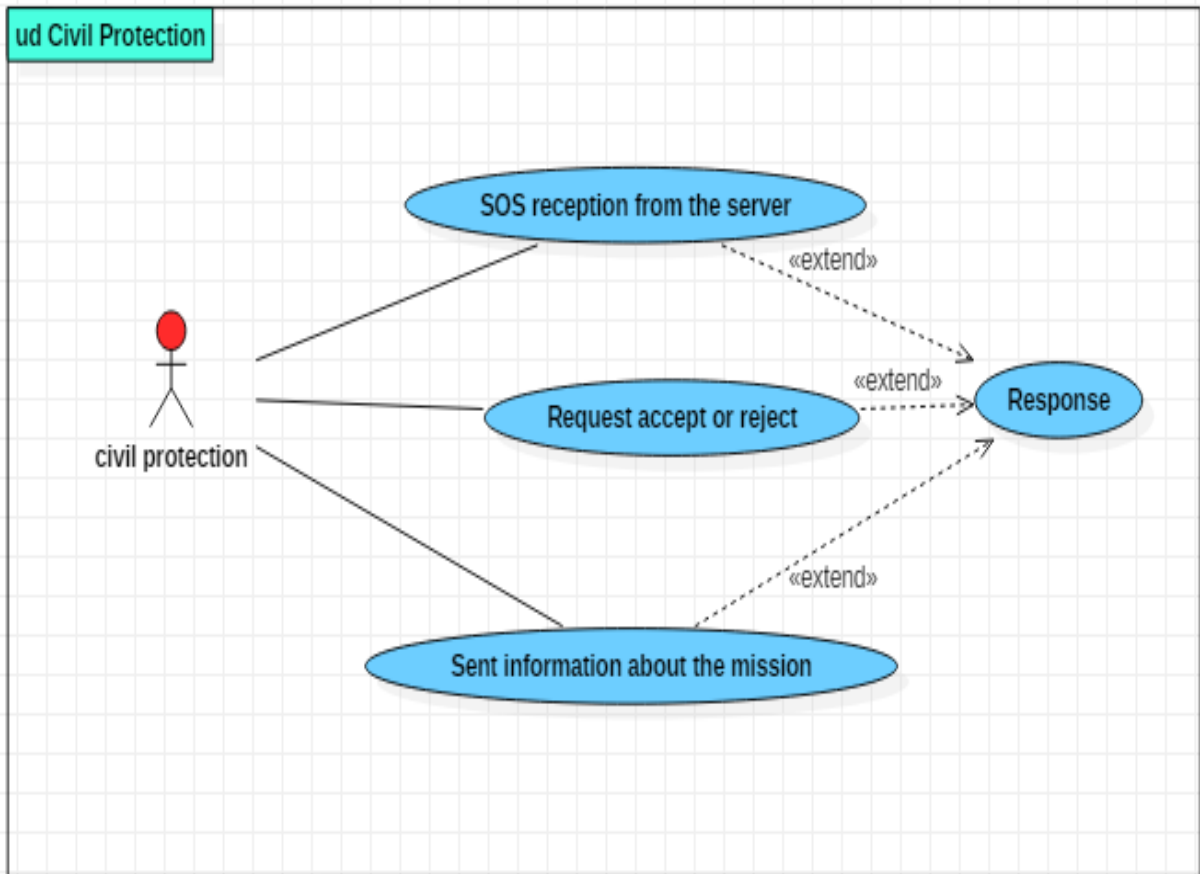 ud Civil Protection
SOS reception from the server
«extend»
«extend»
Response
Request accept or reject
civil protection
«extend»
Sent information about the mission